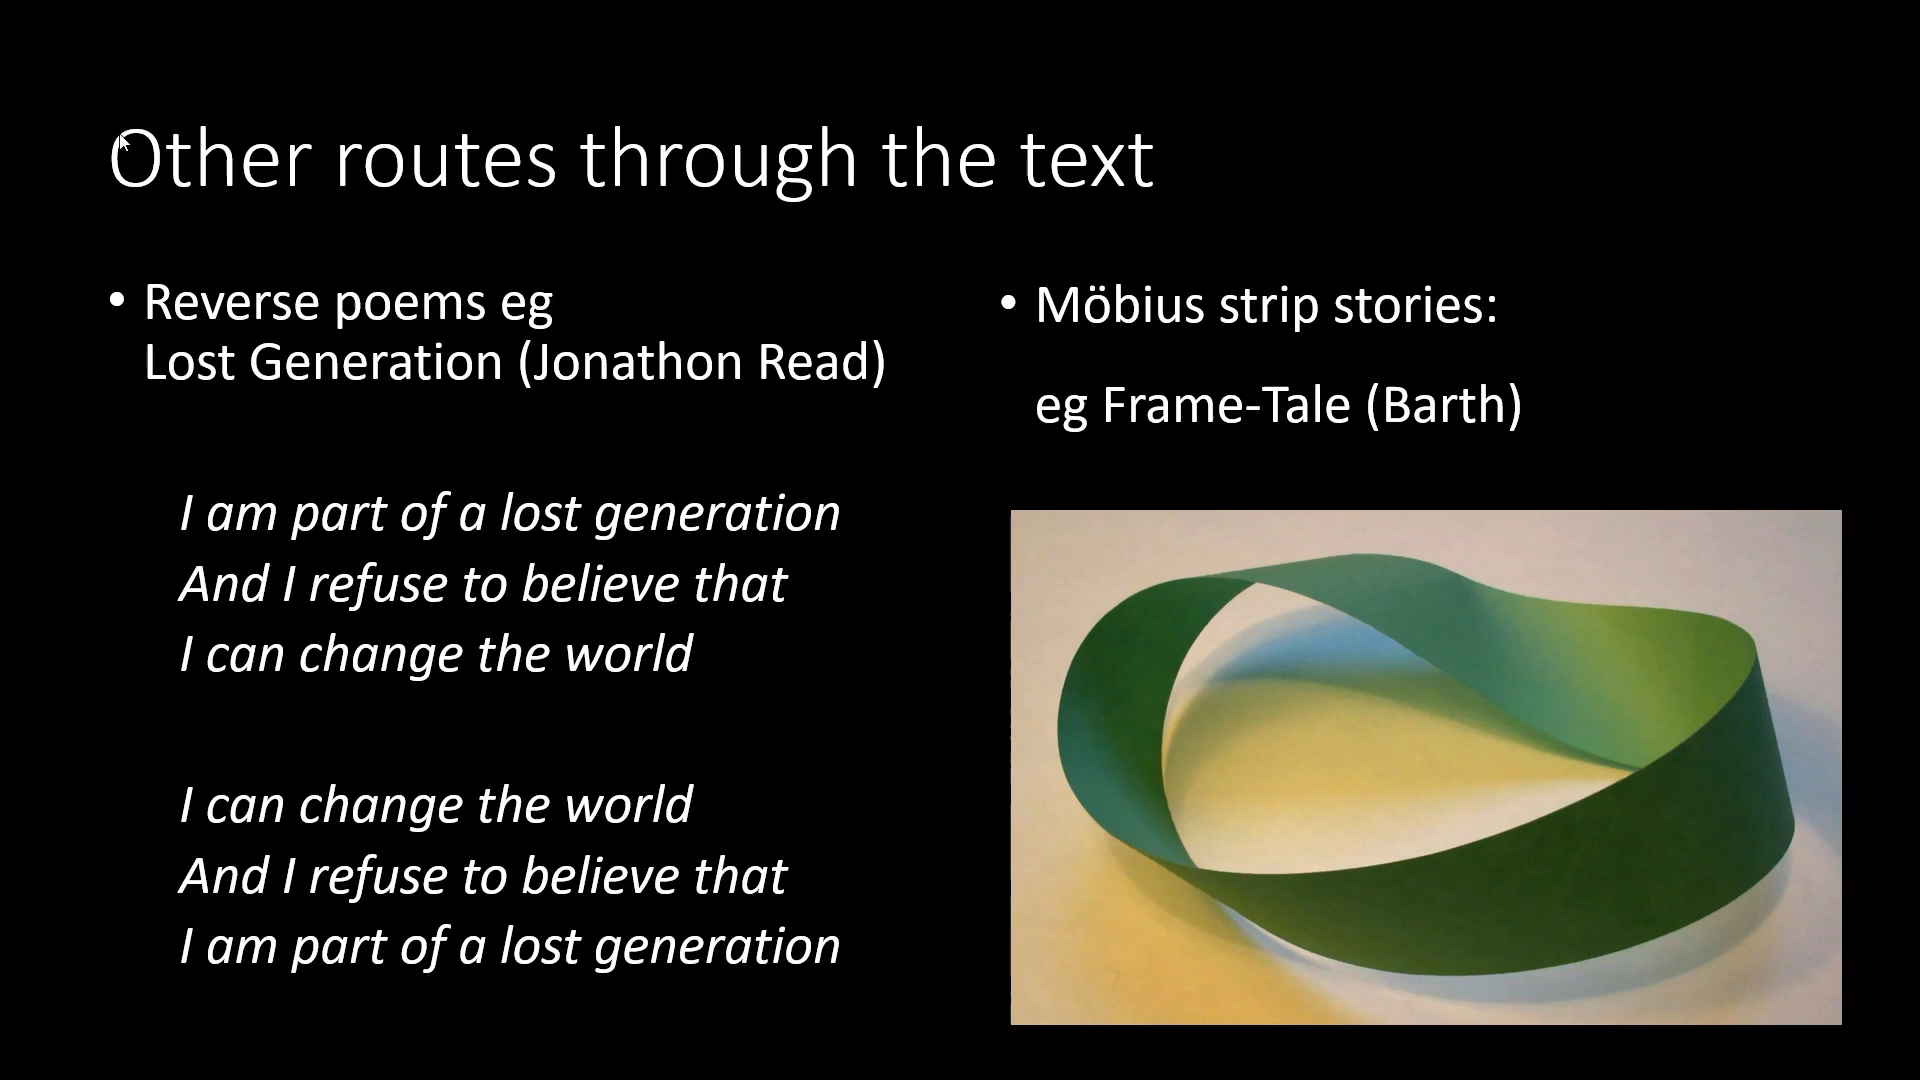 Other routes through the text
• Reverse poems eg
Lost Generation (Jonathon Read)
I am part of a lost generation
And I refuse to believe that
I can change the world
I can change the world
And I refuse to believe that
I am part of a lost generation
• Möbius strip stories:
eg Frame-Tale (Barth)